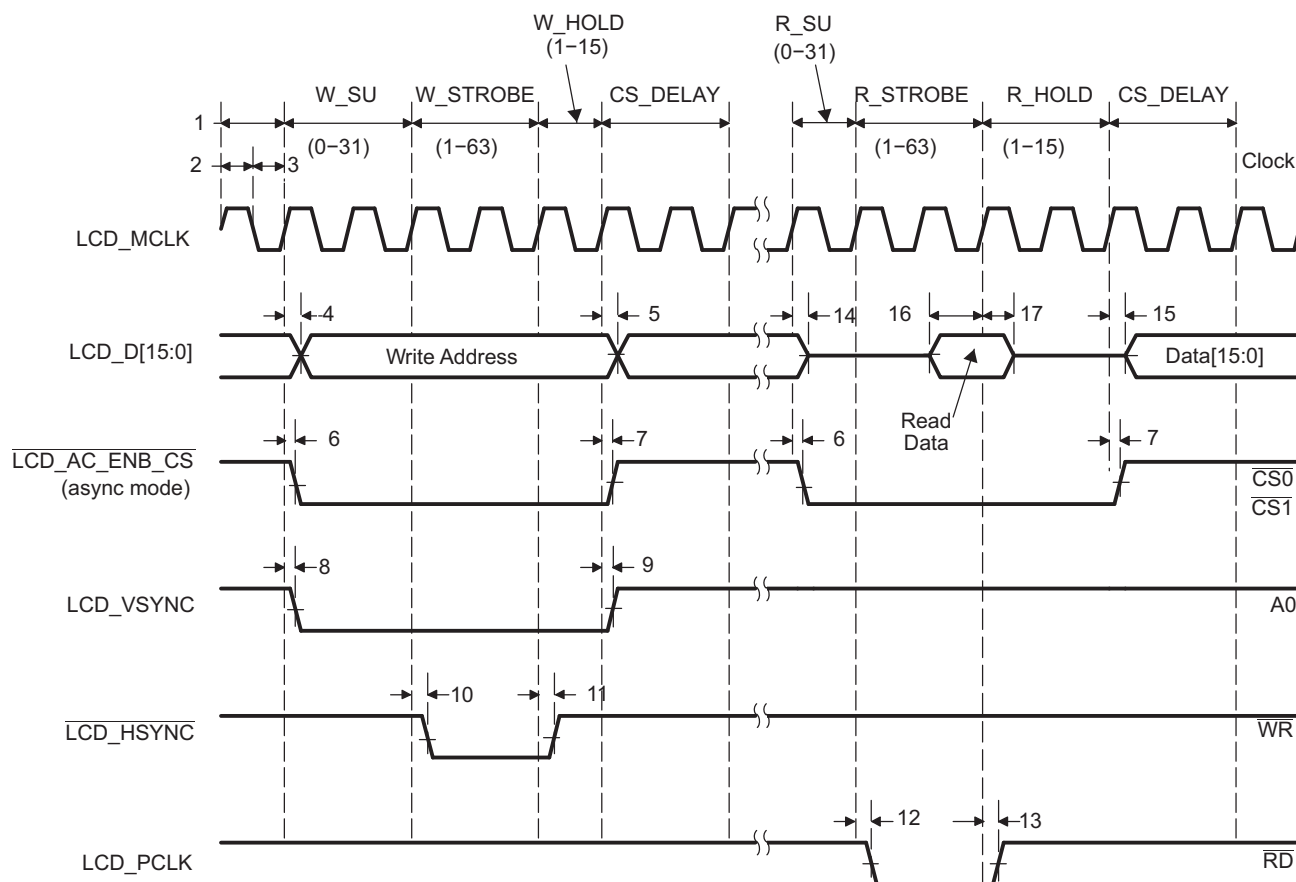 W_HOLD
(1−15)
R_SU
(0−31)
W_SU
W_STROBE
CS_DELAY
R_STROBE
R_HOLD
CS_DELAY
1
(0−31)
(1−63)
(1−63)
(1−15)
2
3
Clock
LCD_MCLK
4
5
14
16
17
15
LCD_D[15:0]
Write Address
Data[15:0]
Read
Data
6
7
6
7
LCD_AC_ENB_CS
(async mode)
CS0
CS1
8
9
LCD_VSYNC
A0
10
11
LCD_HSYNC
WR
12
13
LCD_PCLK
RD